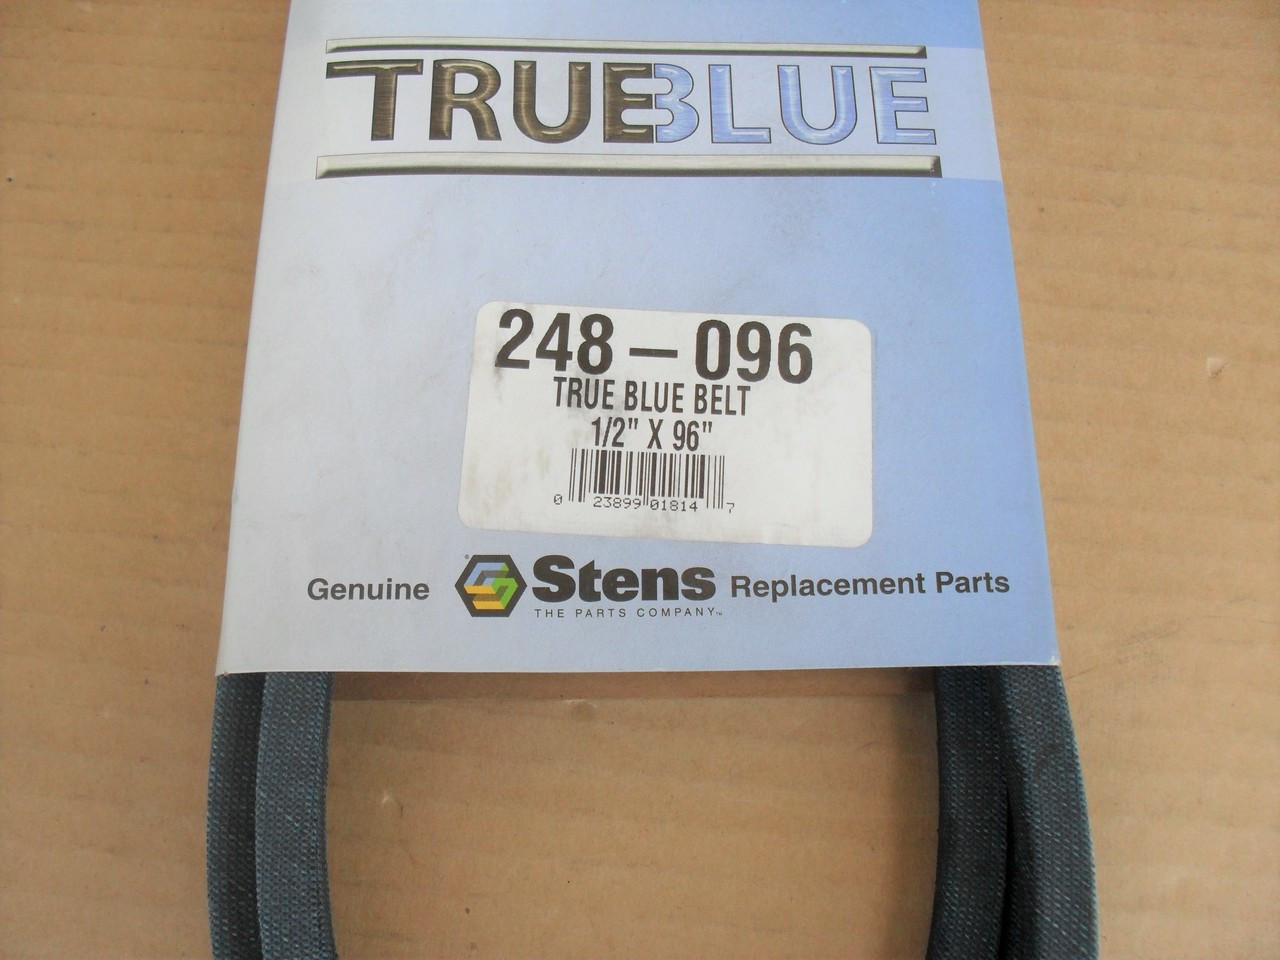 TRUEBLUE
248-096
TRUE BLUE BELT
1/2" X 96"
0 23899 01814 7
Genuine Stens Replacement Parts
THE PARTS COMPANY™